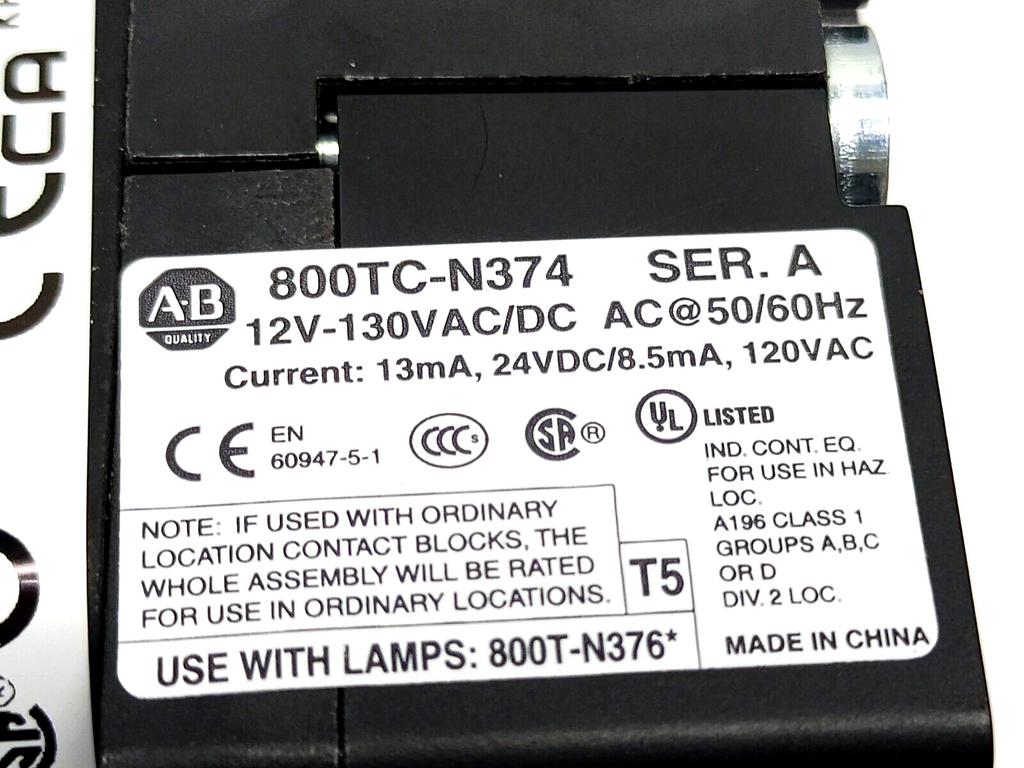 800TC-N374 SER. A
A-B
QUALITY
12V-130VAC/DC AC@50/60Hz
Current: 13mA, 24VDC/8.5mA, 120VAC
CE EN
60947-5-1
CCC S
SA ®
UL LISTED
IND. CONT. EQ.
FOR USE IN HAZ.
LOC.
A196 CLASS 1
GROUPS A,B,C
OR D
DIV. 2 LOC.
NOTE: IF USED WITH ORDINARY
LOCATION CONTACT BLOCKS, THE
WHOLE ASSEMBLY WILL BE RATED
FOR USE IN ORDINARY LOCATIONS.
T5
USE WITH LAMPS: 800T-N376*
MADE IN CHINA